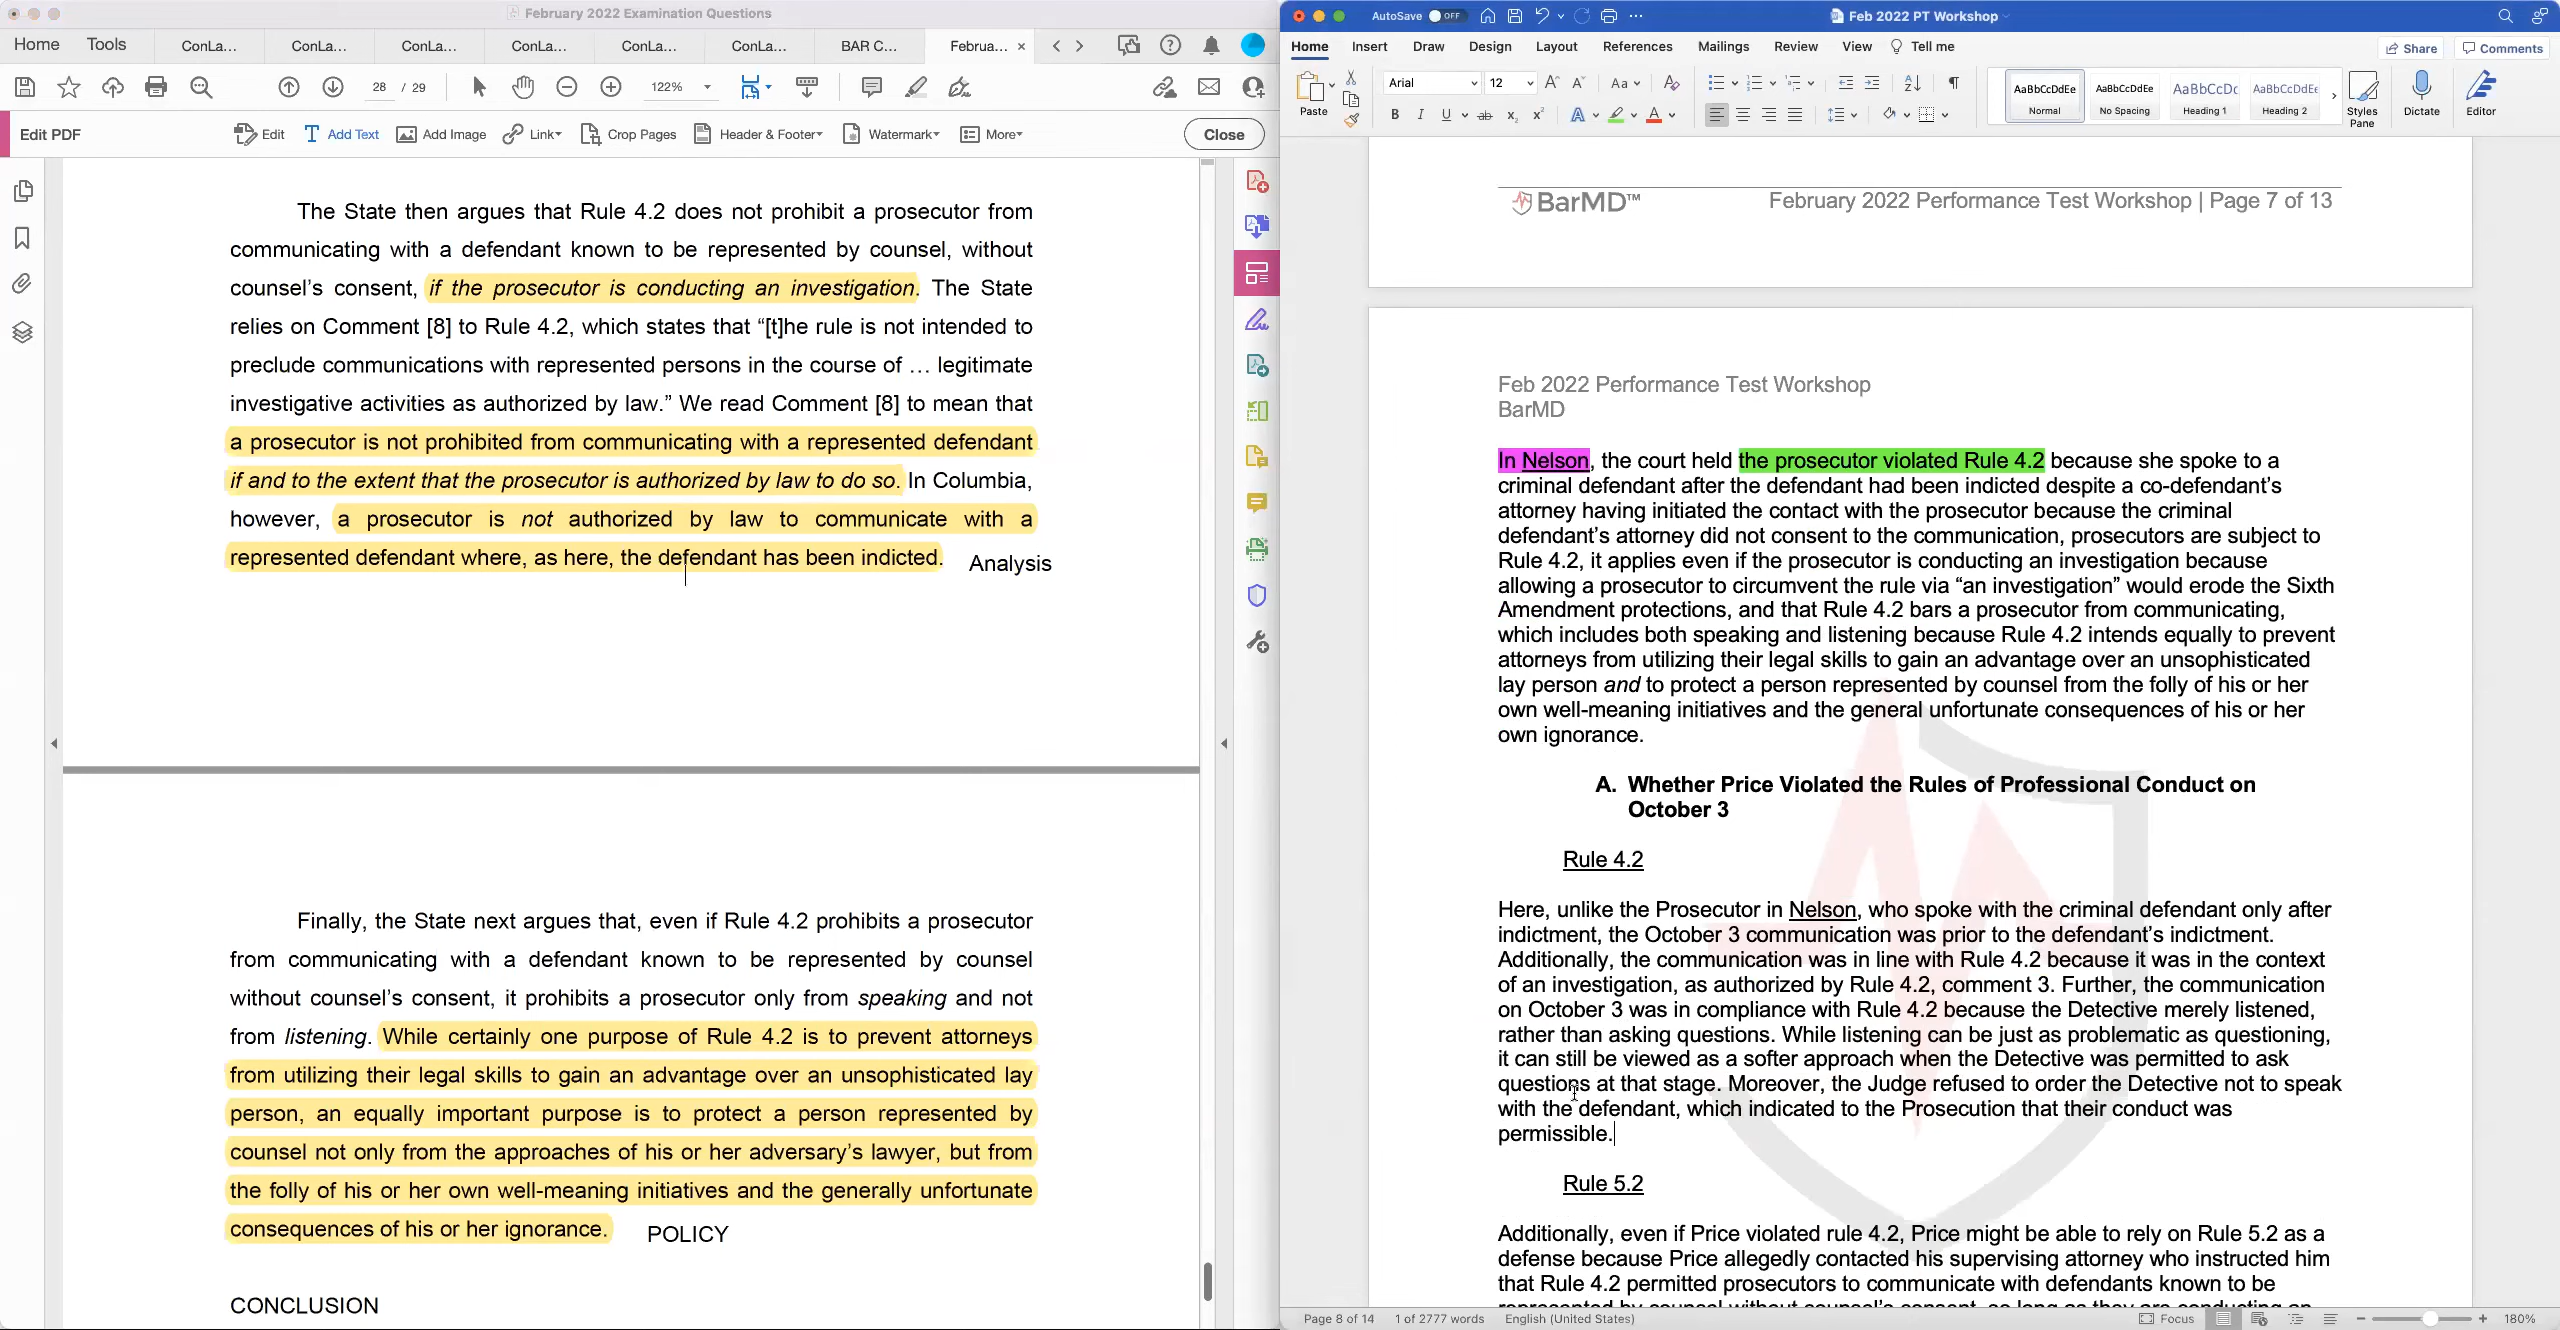 February 2022 Examination Questions
Home Tools ConLa... ConLa... ConLa... ConLa... ConLa... ConLa... BAR C... Februa... ×
28 / 29 122%
Edit PDF Edit Add Text Add Image Link Crop Pages Header & Footer Watermark More Close
The State then argues that Rule 4.2 does not prohibit a prosecutor from
communicating with a defendant known to be represented by counsel, without
counsel's consent, if the prosecutor is conducting an investigation. The State
relies on Comment [8] to Rule 4.2, which states that "[t]he rule is not intended to
preclude communications with represented persons in the course of … legitimate
investigative activities as authorized by law." We read Comment [8] to mean that
a prosecutor is not prohibited from communicating with a represented defendant
if and to the extent that the prosecutor is authorized by law to do so. In Columbia,
however, a prosecutor is not authorized by law to communicate with a
represented defendant where, as here, the defendant has been indicted. Analysis
Finally, the State next argues that, even if Rule 4.2 prohibits a prosecutor
from communicating with a defendant known to be represented by counsel
without counsel's consent, it prohibits a prosecutor only from speaking and not
from listening. While certainly one purpose of Rule 4.2 is to prevent attorneys
from utilizing their legal skills to gain an advantage over an unsophisticated lay
person, an equally important purpose is to protect a person represented by
counsel not only from the approaches of his or her adversary's lawyer, but from
the folly of his or her own well-meaning initiatives and the generally unfortunate
consequences of his or her ignorance. POLICY
CONCLUSION
AutoSave OFF Feb 2022 PT Workshop
Home Insert Draw Design Layout References Mailings Review View Tell me Share Comments
Paste Arial 12 Aa AaBbCcDdEe Normal AaBbCcDdEe No Spacing AaBbCcDc Heading 1 AaBbCcDdEe Heading 2 Styles Pane Dictate Editor
BarMD™ February 2022 Performance Test Workshop | Page 7 of 13
Feb 2022 Performance Test Workshop
BarMD
In Nelson, the court held the prosecutor violated Rule 4.2 because she spoke to a
criminal defendant after the defendant had been indicted despite a co-defendant's
attorney having initiated the contact with the prosecutor because the criminal
defendant's attorney did not consent to the communication, prosecutors are subject to
Rule 4.2, it applies even if the prosecutor is conducting an investigation because
allowing a prosecutor to circumvent the rule via "an investigation" would erode the Sixth
Amendment protections, and that Rule 4.2 bars a prosecutor from communicating,
which includes both speaking and listening because Rule 4.2 intends equally to prevent
attorneys from utilizing their legal skills to gain an advantage over an unsophisticated
lay person and to protect a person represented by counsel from the folly of his or her
own well-meaning initiatives and the general unfortunate consequences of his or her
own ignorance.
A. Whether Price Violated the Rules of Professional Conduct on
October 3
Rule 4.2
Here, unlike the Prosecutor in Nelson, who spoke with the criminal defendant only after
indictment, the October 3 communication was prior to the defendant's indictment.
Additionally, the communication was in line with Rule 4.2 because it was in the context
of an investigation, as authorized by Rule 4.2, comment 3. Further, the communication
on October 3 was in compliance with Rule 4.2 because the Detective merely listened,
rather than asking questions. While listening can be just as problematic as questioning,
it can still be viewed as a softer approach when the Detective was permitted to ask
questions at that stage. Moreover, the Judge refused to order the Detective not to speak
with the defendant, which indicated to the Prosecution that their conduct was
permissible.
Rule 5.2
Additionally, even if Price violated rule 4.2, Price might be able to rely on Rule 5.2 as a
defense because Price allegedly contacted his supervising attorney who instructed him
that Rule 4.2 permitted prosecutors to communicate with defendants known to be
represented by counsel without counsel's consent, so long as they are conducting an
Page 8 of 14 1 of 2777 words English (United States) Focus 180%